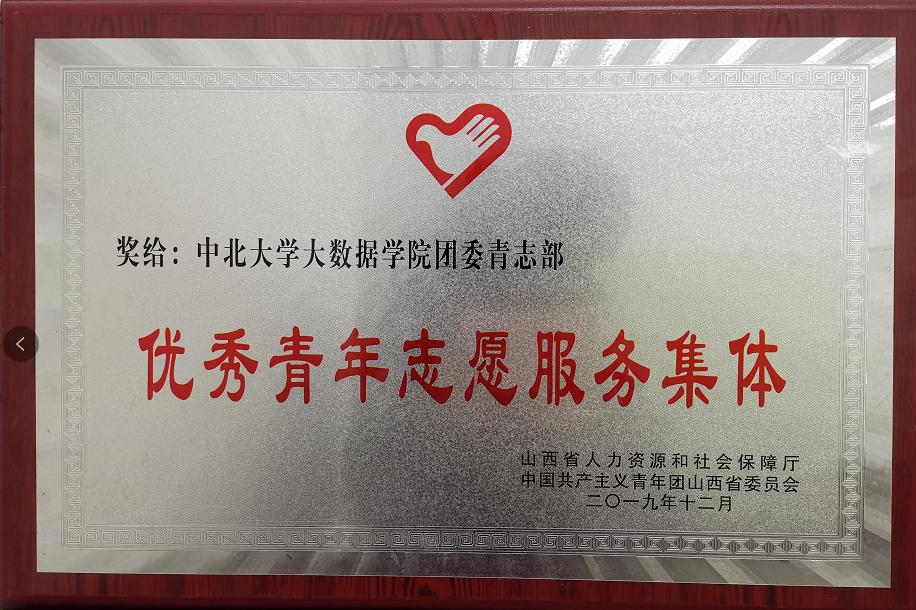 奖给：中北大学大数据学院团委青志部
优秀青年志愿服务集体
山西省人力资源和社会保障厅
中国共产主义青年团山西省委员会
二〇一九年十二月